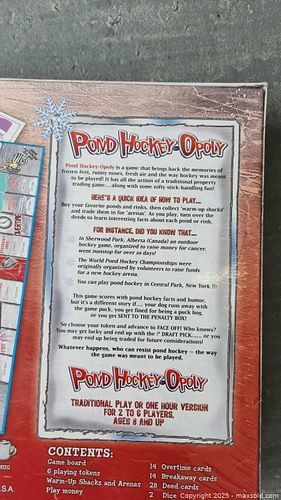 POND HOCKEY-OPOLY
Pond Hockey-Opoly is a game that brings back the memories of
frozen feet, runny noses, fresh air and the way hockey was meant
to be played! It has all the action of a traditional property
trading game....along with some nifty stick-handling fun!
HERE'S A QUICK IDEA OF HOW TO PLAY...
Buy your favorite ponds and rinks, then collect 'warm-up shacks'
and trade them in for 'arenas'. As you play, turn over the
deeds to learn interesting facts about each pond or rink.
FOR INSTANCE, DID YOU KNOW THAT...
In Sherwood Park, Alberta (Canada) an outdoor
hockey game, organized to raise money for cancer,
went nonstop for over 10 days!
The World Pond Hockey Championships were
originally organized by volunteers to raise funds
for a new hockey arena.
You can play pond hockey in Central Park, New York !!
This game scores with pond hockey facts and humor,
but it's a different story if.... your dog runs away with
the game puck, you get fined for being a puck hog,
or you get SENT TO THE PENALTY BOX!
So choose your token and advance to FACE OFF! Who knows?
You may get lucky and end up with the 1st DRAFT PICK...... or you
may end up being traded for future considerations!
Whatever happens, who can resist pond hockey — the way
the game was meant to be played.
POND HOCKEY-OPOLY
TRADITIONAL PLAY OR ONE HOUR VERSION
FOR 2 TO 6 PLAYERS,
AGES 8 AND UP
CONTENTS:
Game board
6 playing tokens
Warm-Up Shacks and Arenas
Play money
14 Overtime cards
14 Breakaway cards
28 Deed cards
2 Dice
S.A.
Copyright 2025 - maxsold.com